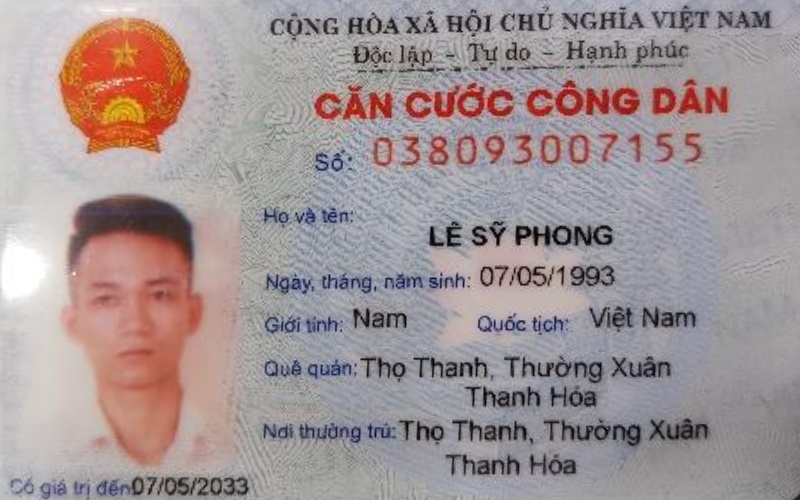 CỘNG HÒA XÃ HỘI CHỦ NGHĨA VIỆT NAM
Độc lập - Tự do - Hạnh phúc
CĂN CƯỚC CÔNG DÂN
Số: 038093007155
Họ và tên:
LÊ SỸ PHONG
Ngày, tháng, năm sinh: 07/05/1993
Giới tính: Nam Quốc tịch: Việt Nam
Quê quán: Thọ Thanh, Thường Xuân
Thanh Hóa
Nơi thường trú: Thọ Thanh, Thường Xuân
Thanh Hóa
Có giá trị đến: 07/05/2033